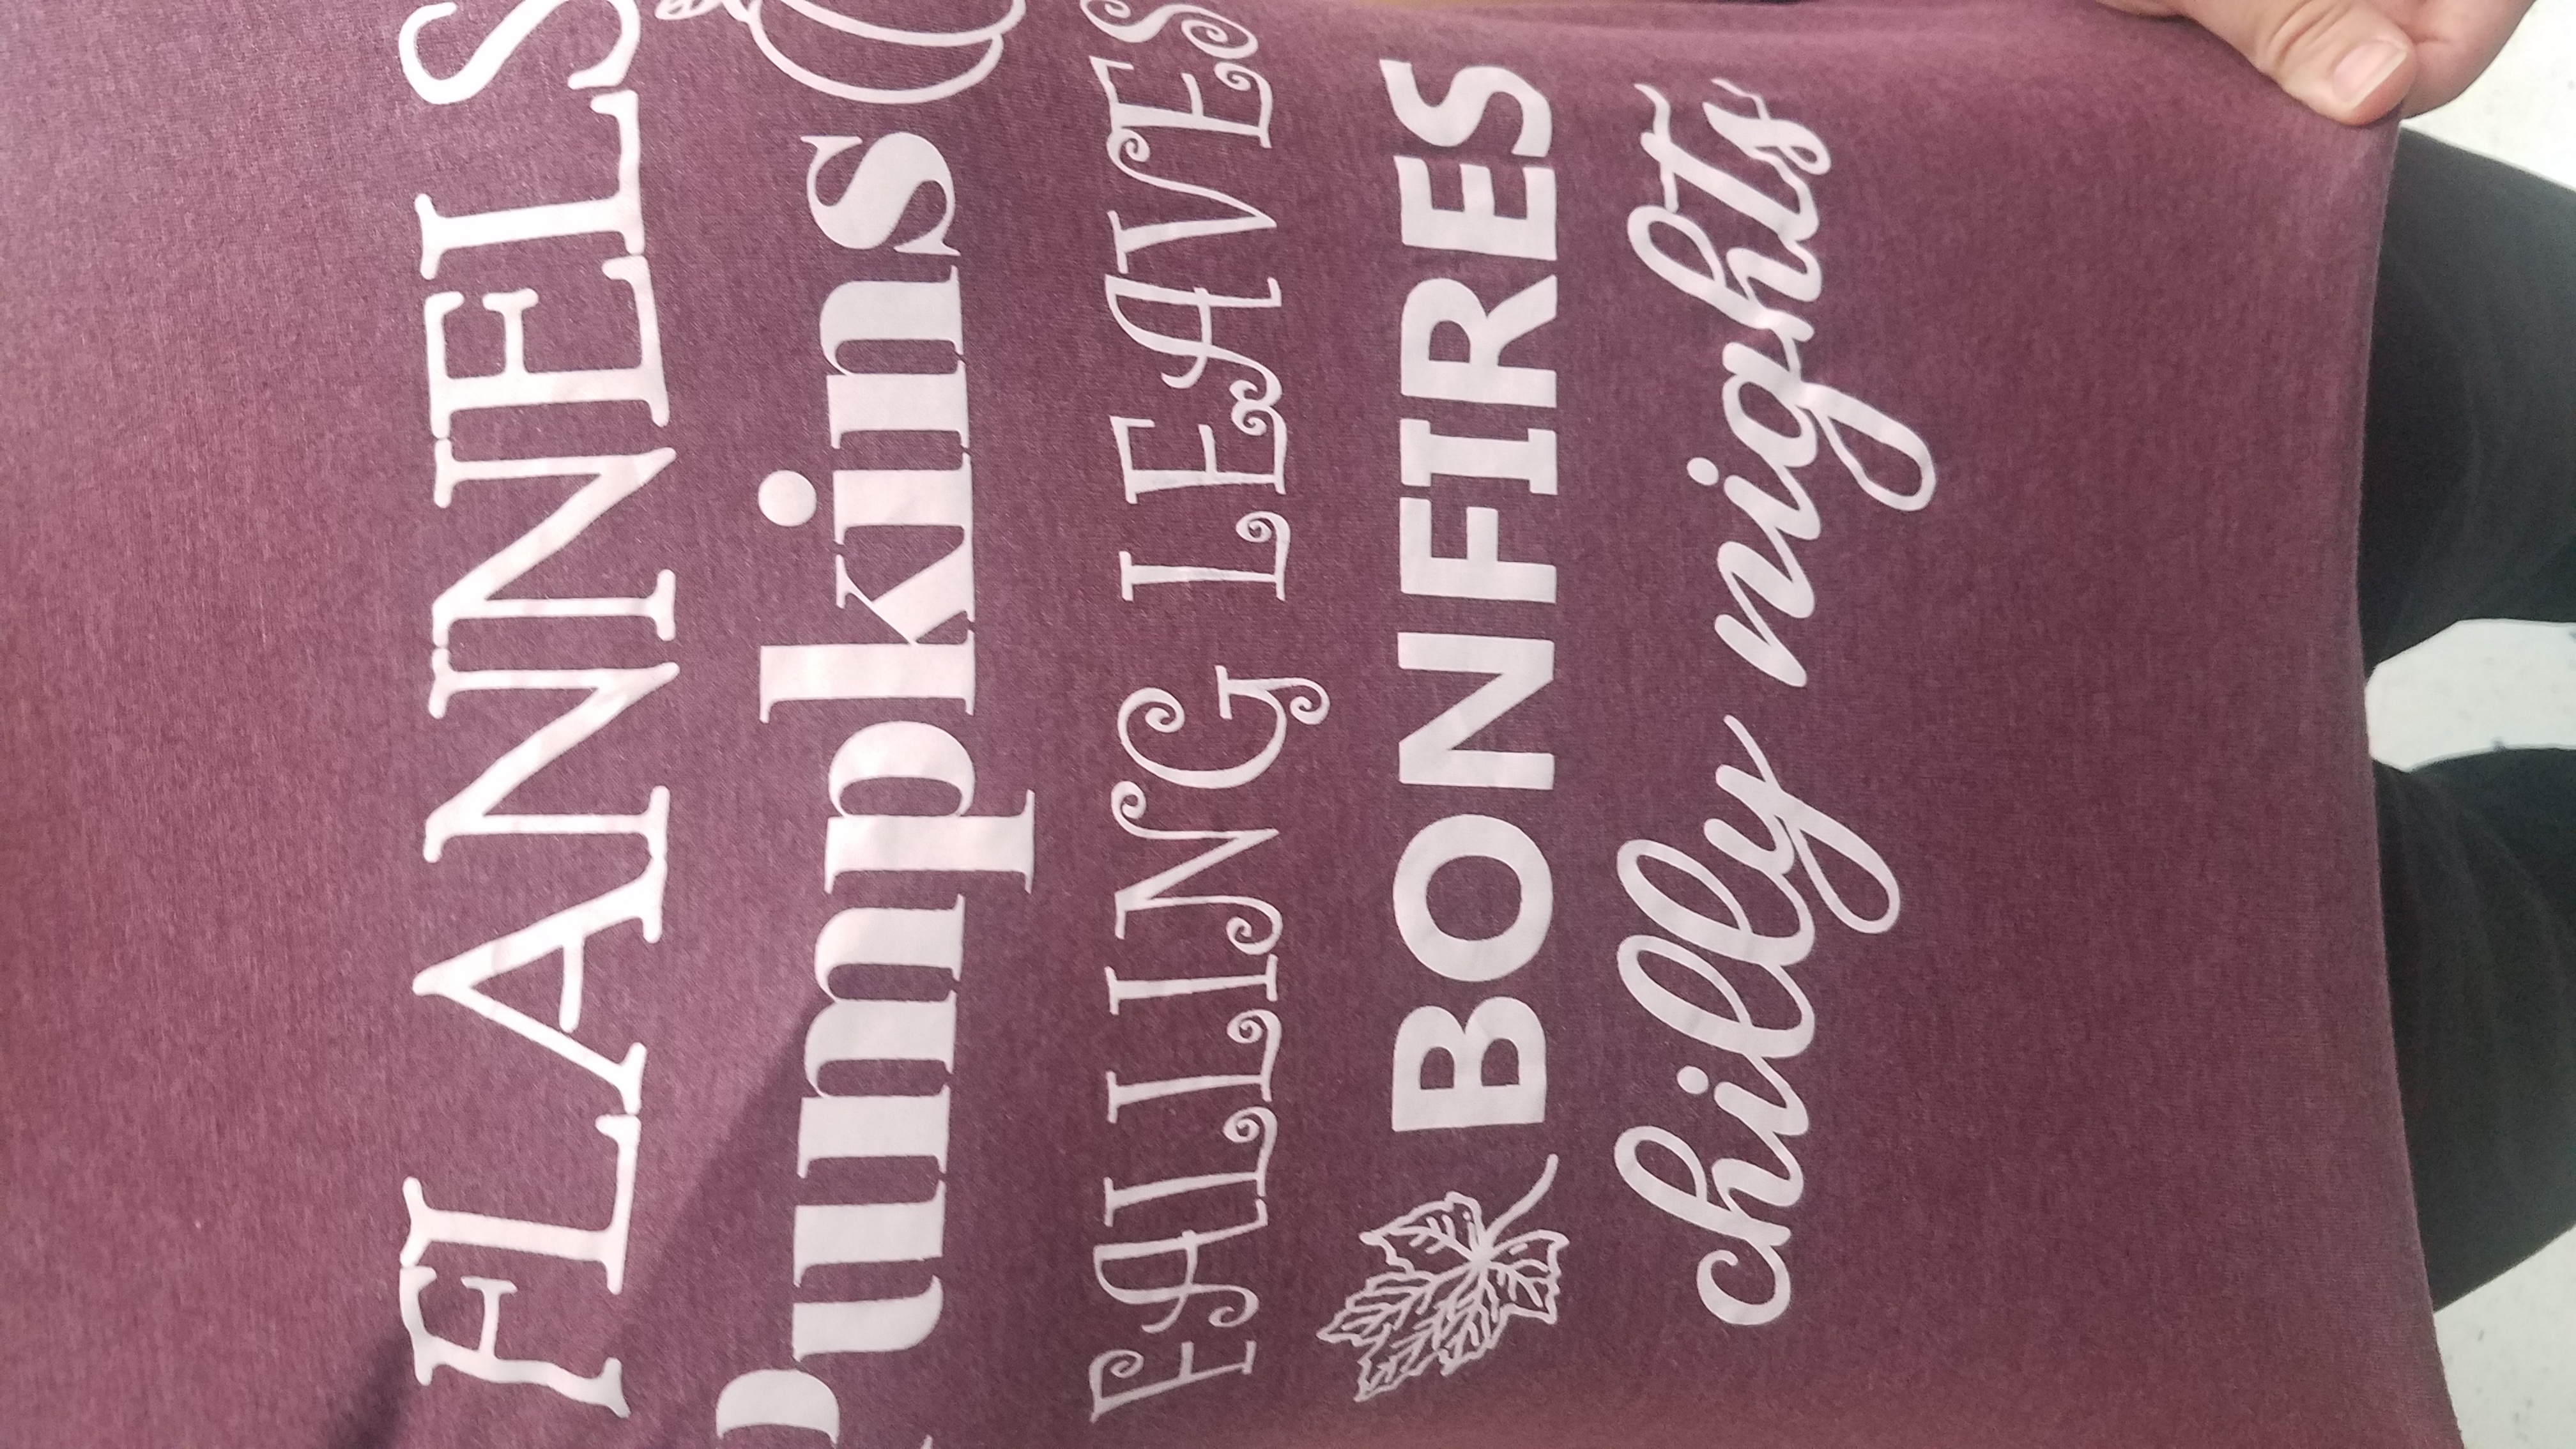 FLANNELS
Pumpkins
FALLING LEAVES
BONFIRES
chilly nights